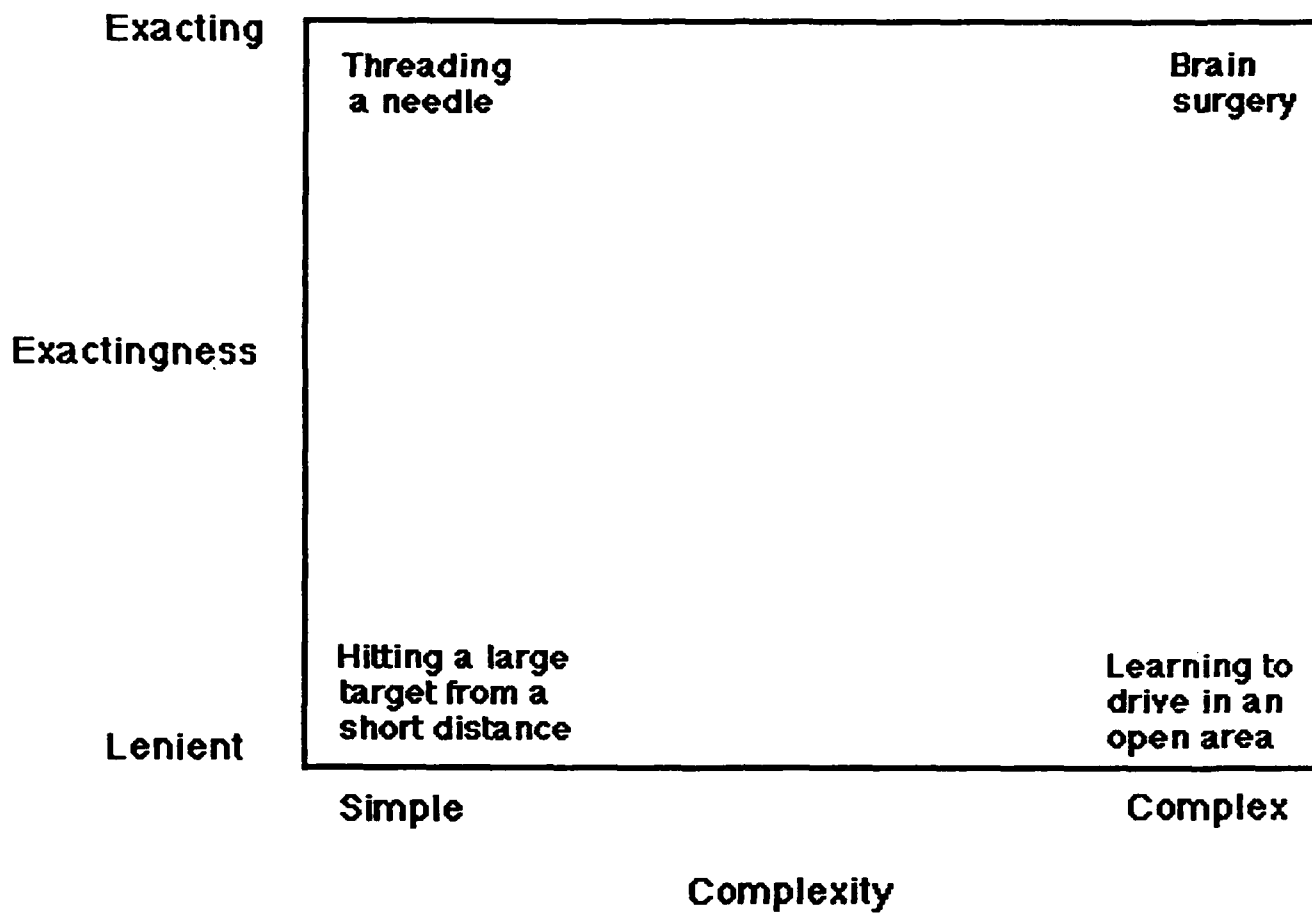 Exacting
Threading
a needle
Brain
surgery
Exactingness
Hitting a large
target from a
short distance
Learning to
drive in an
open area
Lenient
Simple
Complex
Complexity